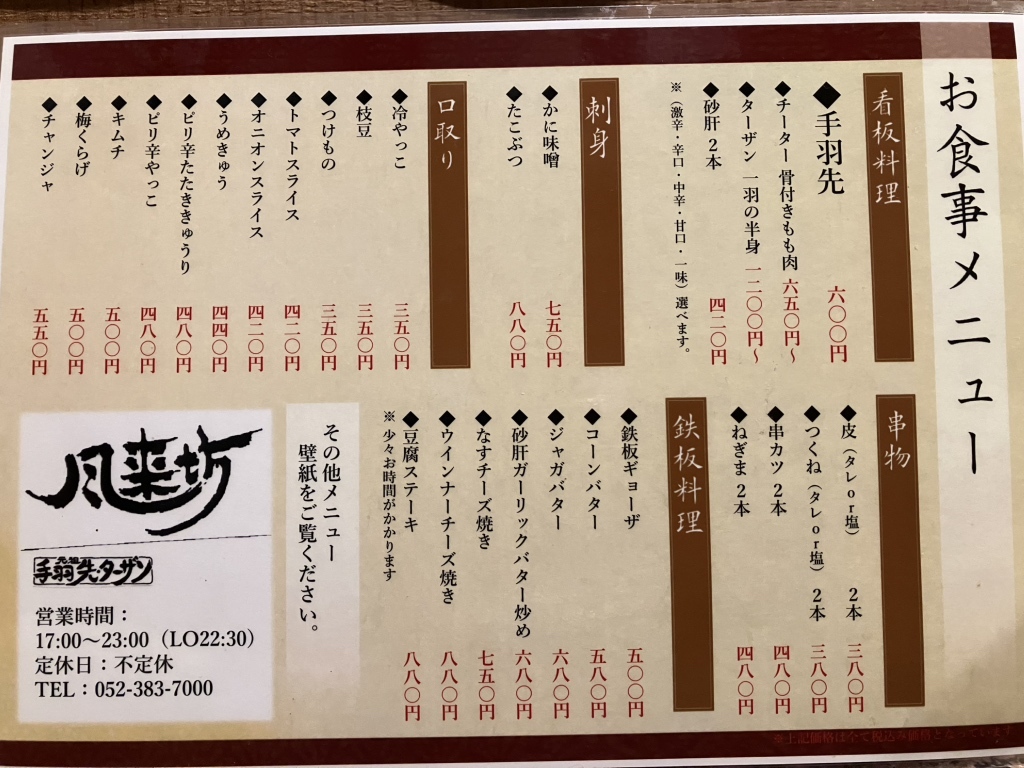 お食事メニュー
看板料理
◆手羽先 六〇〇円
◆チーター 骨付きもも肉 六五〇円～
◆ターザン 一羽の半身 一二〇〇円～
◆砂肝 2本 四二〇円
※（激辛・辛口・中辛・甘口・一味）選べます。
刺身
◆かに味噌 七五〇円
◆たこぶつ 八八〇円
口取り
◆冷やっこ 三五〇円
◆枝豆 三五〇円
◆つけもの 三五〇円
◆トマトスライス 四二〇円
◆オニオンスライス 四二〇円
◆うめきゅう 四四〇円
◆ピリ辛たたききゅうり 四八〇円
◆ピリ辛やっこ 四八〇円
◆キムチ 五〇〇円
◆梅くらげ 五〇〇円
◆チャンジャ 五五〇円
串物
◆皮（タレor塩） 2本 三八〇円
◆つくね（タレor塩） 2本 三八〇円
◆串カツ 2本 四八〇円
◆ねぎま 2本 四八〇円
鉄板料理
◆鉄板ギョーザ 五〇〇円
◆コーンバター 五八〇円
◆ジャガバター 六八〇円
◆砂肝ガーリックバター炒め 六八〇円
◆なすチーズ焼き 七五〇円
◆ウインナーチーズ焼き 八八〇円
◆豆腐ステーキ 八八〇円
※ 少々お時間がかかります
その他メニュー
壁紙をご覧ください。
風来坊
手羽先・ターザン
営業時間：
17:00～23:00（LO22:30）
定休日：不定休
TEL：052-383-7000
※上記価格は全て税込み価格となっています